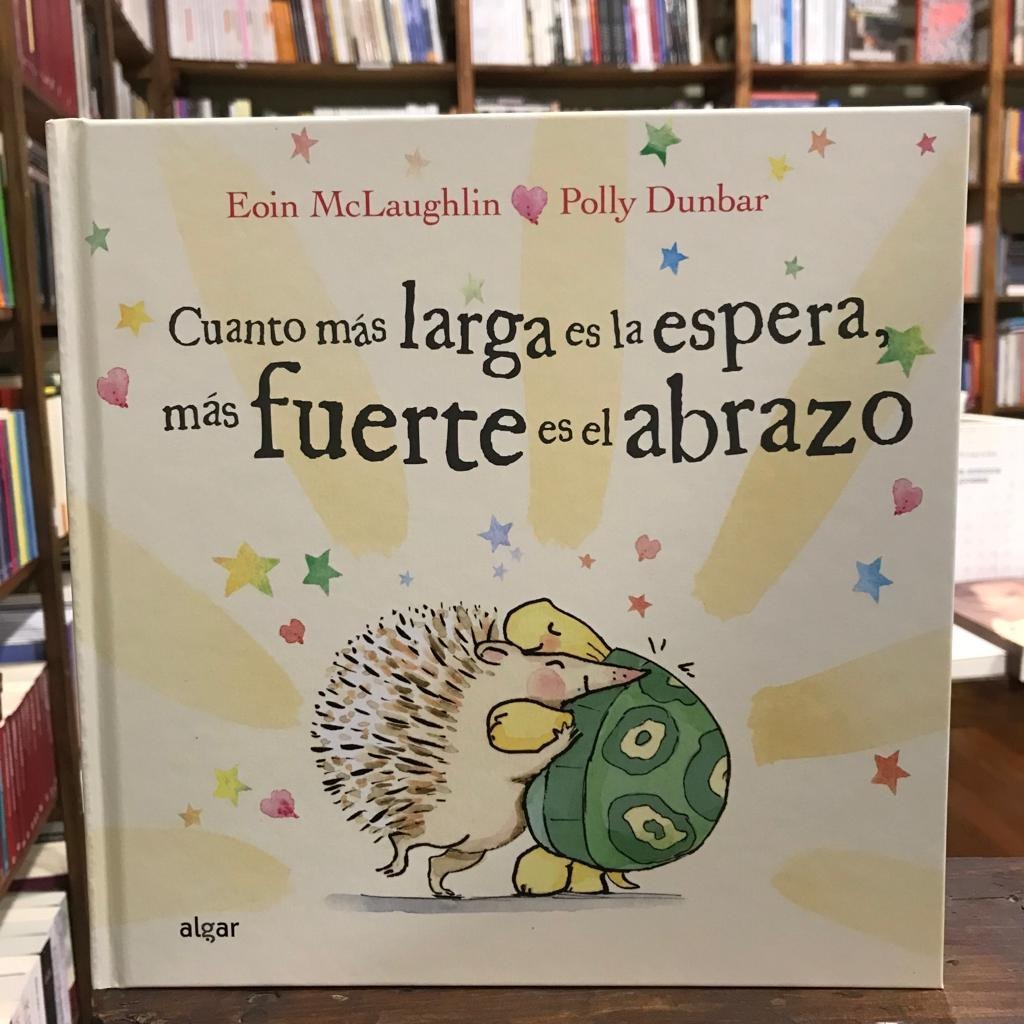 Eoin McLaughlin Polly Dunbar
Cuanto más larga es la espera,
más fuerte es el abrazo
algar